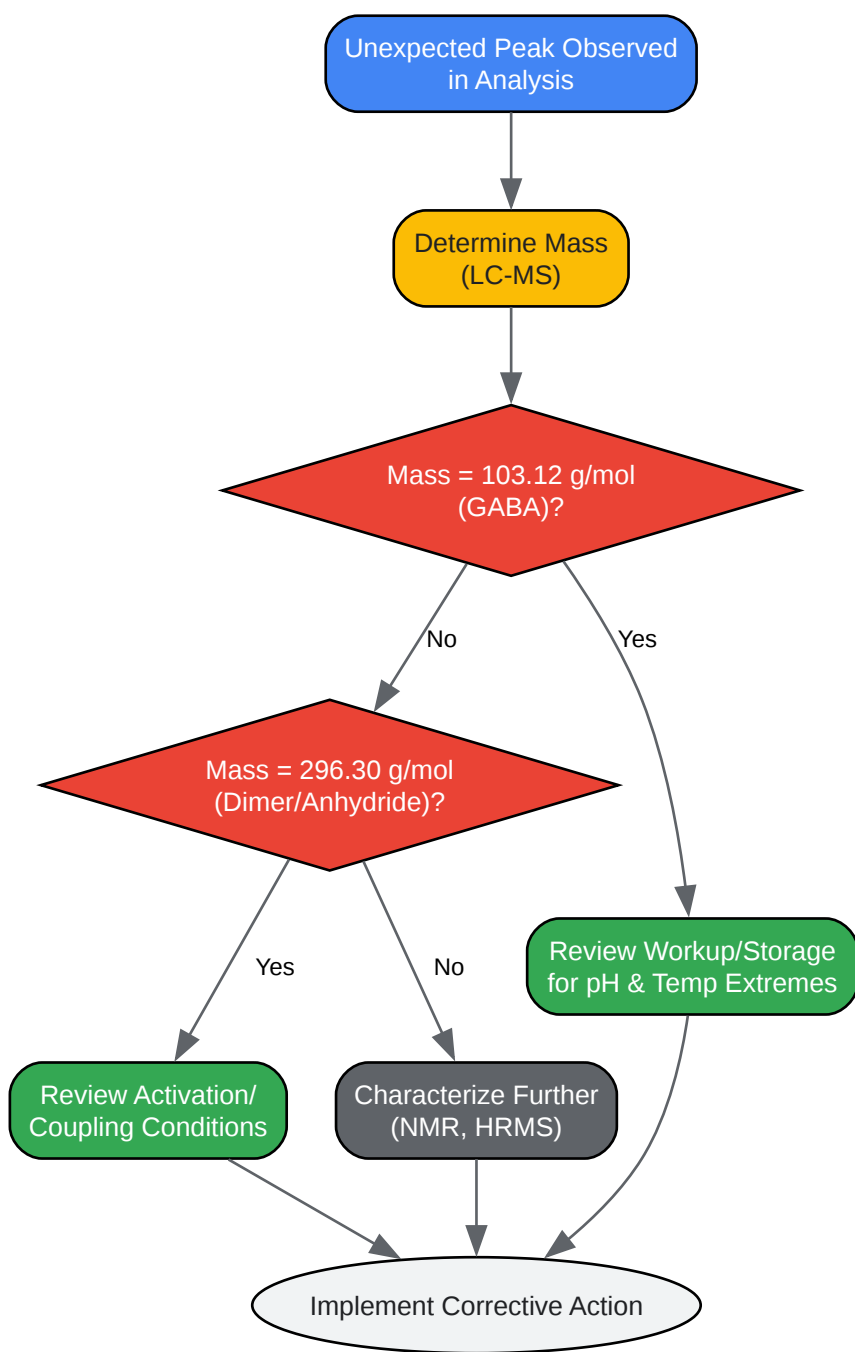 Unexpected Peak Observed
in Analysis
Determine Mass
(LC-MS)
Mass = 103.12 g/mol
(GABA)?
No
Yes
Mass = 296.30 g/mol
(Dimer/Anhydride)?
Yes
No
Review Workup/Storage
for pH & Temp Extremes
Review Activation/
Coupling Conditions
Characterize Further
(NMR, HRMS)
Implement Corrective Action